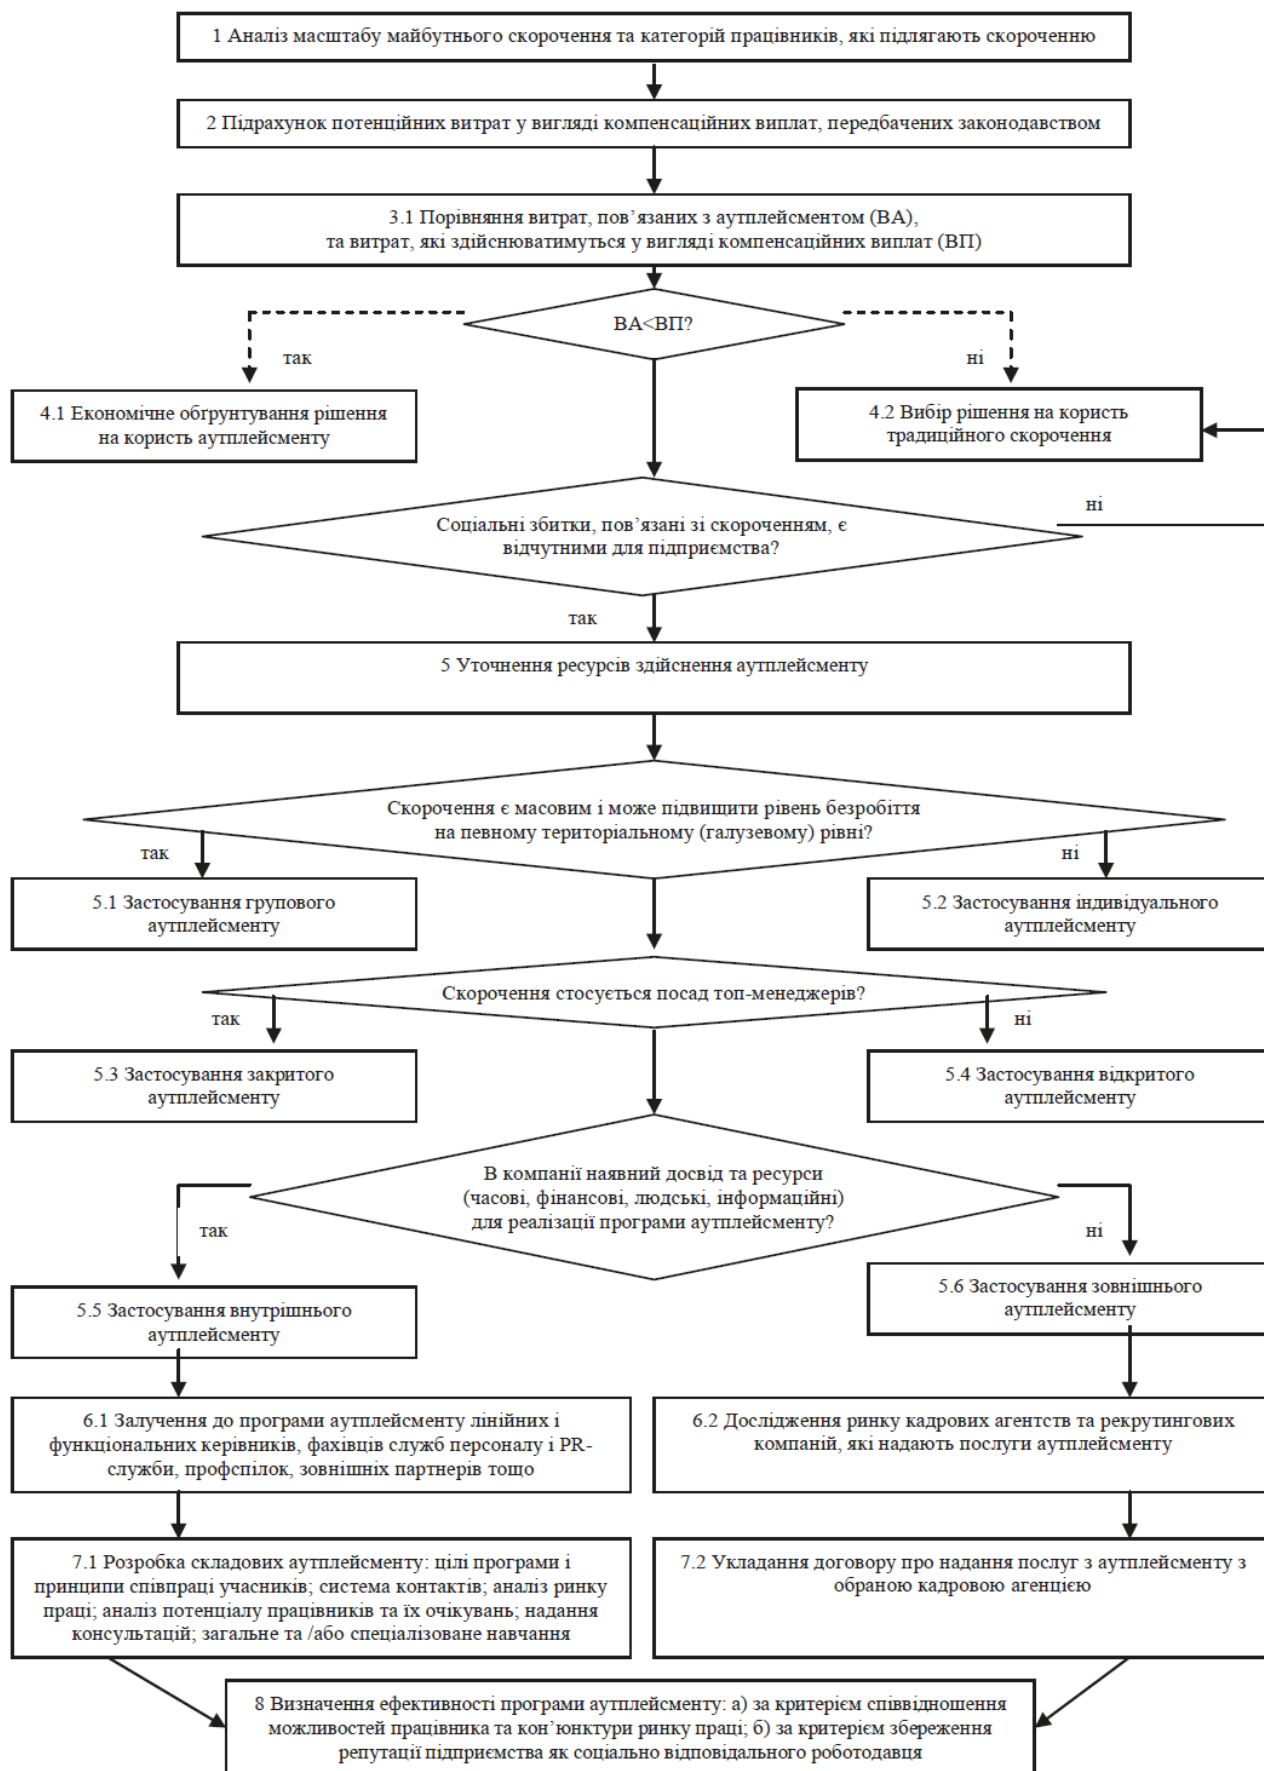 1 Аналіз масштабу майбутнього скорочення та категорій працівників, які підлягають скороченню
2 Підрахунок потенційних витрат у вигляді компенсаційних виплат, передбачених законодавством
3.1 Порівняння витрат, пов’язаних з аутплейсментом (ВА),
та витрат, які здійснюватимуться у вигляді компенсаційних виплат (ВП)
ВА<ВП?
так
ні
4.1 Економічне обґрунтування рішення
на користь аутплейсменту
4.2 Вибір рішення на користь
традиційного скорочення
Соціальні збитки, пов’язані зі скороченням, є
відчутними для підприємства?
ні
так
5 Уточнення ресурсів здійснення аутплейсменту
Скорочення є масовим і може підвищити рівень безробіття
на певному територіальному (галузевому) рівні?
так
ні
5.1 Застосування групового
аутплейсменту
5.2 Застосування індивідуального
аутплейсменту
Скорочення стосується посад топ-менеджерів?
так
ні
5.3 Застосування закритого
аутплейсменту
5.4 Застосування відкритого
аутплейсменту
В компанії наявний досвід та ресурси
(часові, фінансові, людські, інформаційні)
для реалізації програми аутплейсменту?
так
ні
5.5 Застосування внутрішнього
аутплейсменту
5.6 Застосування зовнішнього
аутплейсменту
6.1 Залучення до програми аутплейсменту лінійних і
функціональних керівників, фахівців служб персоналу і PR-
служби, профспілок, зовнішніх партнерів тощо
6.2 Дослідження ринку кадрових агентств та рекрутингових
компаній, які надають послуги аутплейсменту
7.1 Розробка складових аутплейсменту: цілі програми і
принципи співпраці учасників; система контактів; аналіз ринку
праці; аналіз потенціалу працівників та їх очікувань; надання
консультацій; загальне та /або спеціалізоване навчання
7.2 Укладання договору про надання послуг з аутплейсменту з
обраною кадровою агенцією
8 Визначення ефективності програми аутплейсменту: а) за критерієм співвідношення
можливостей працівника та кон’юнктури ринку праці; б) за критерієм збереження
репутації підприємства як соціально відповідального роботодавця